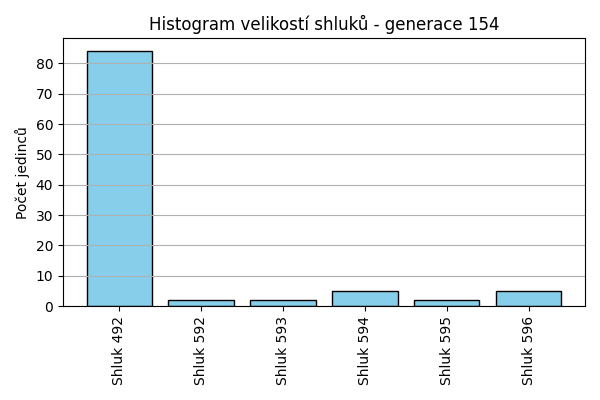 Histogram velikostí shluků - generace 154
Počet jedinců
80
70
60
50
40
30
20
10
0
Shluk 492
Shluk 592
Shluk 593
Shluk 594
Shluk 595
Shluk 596